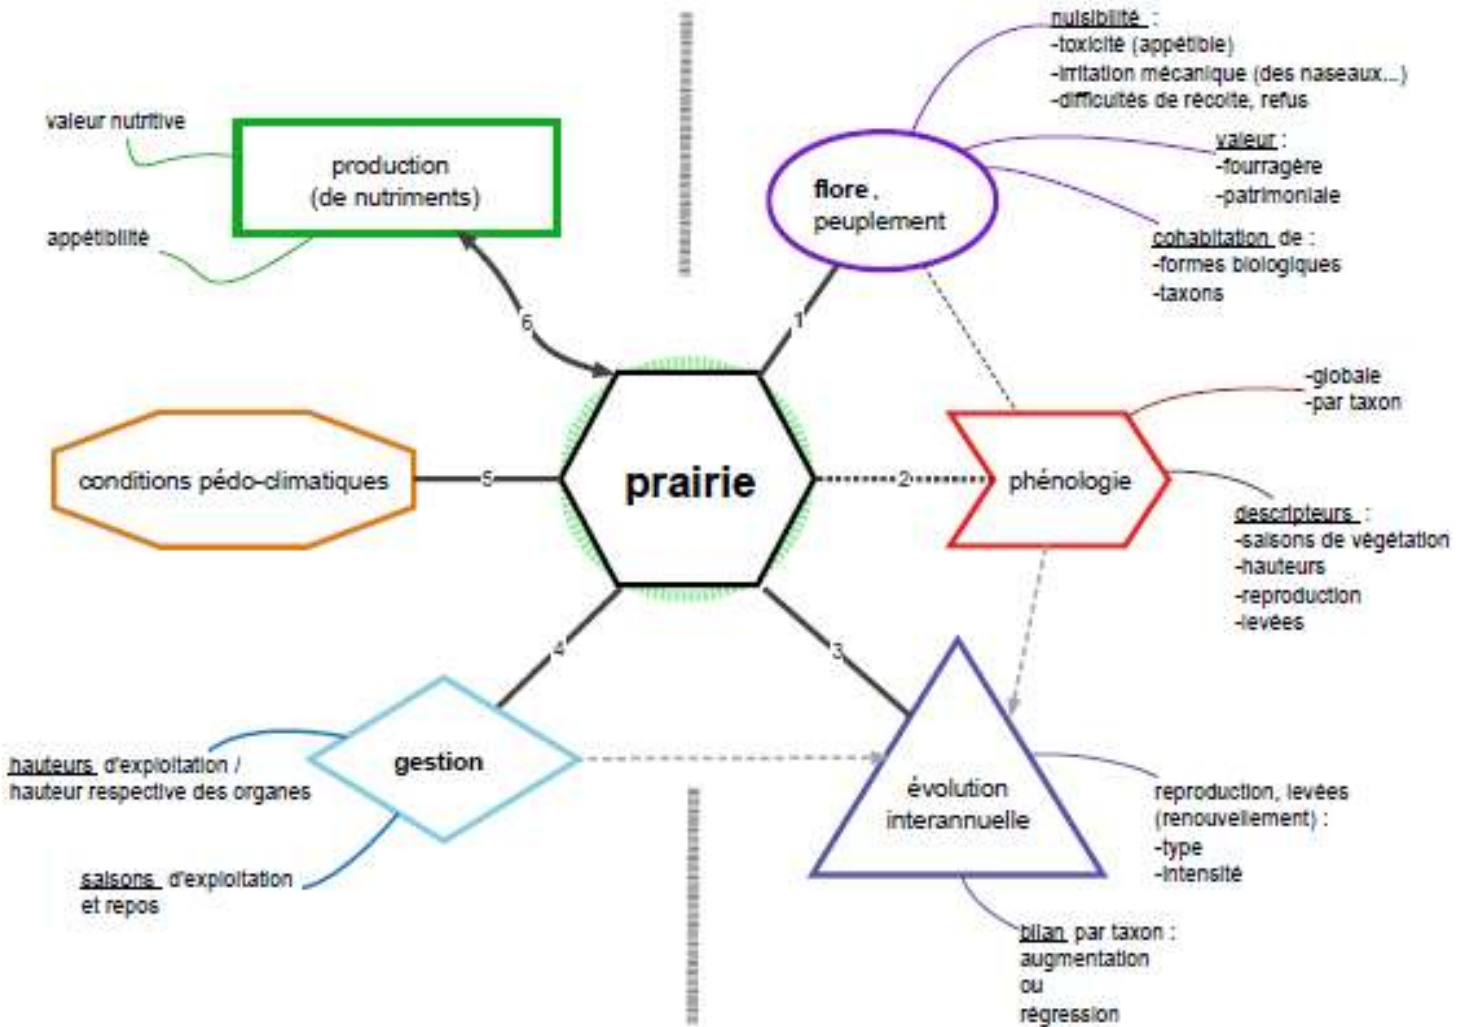 nuisibilité :
-toxicité (appétible)
-irritation mécanique (des naseaux...)
-difficultés de récolte, refus
valeur nutritive
production
(de nutriments)
appétibilité
flore,
peuplement
valeur :
-fourragère
-patrimoniale
cohabitation de :
-formes biologiques
-taxons
6
1
-globale
-par taxon
conditions pédo-climatiques
5
prairie
2
phénologie
descripteurs :
-saisons de végétation
-hauteurs
-reproduction
-levées
4
3
hauteurs d'exploitation /
hauteur respective des organes
gestion
saisons d'exploitation
et repos
évolution
interannuelle
reproduction, levées
(renouvellement) :
-type
-intensité
bilan par taxon :
augmentation
ou
régression